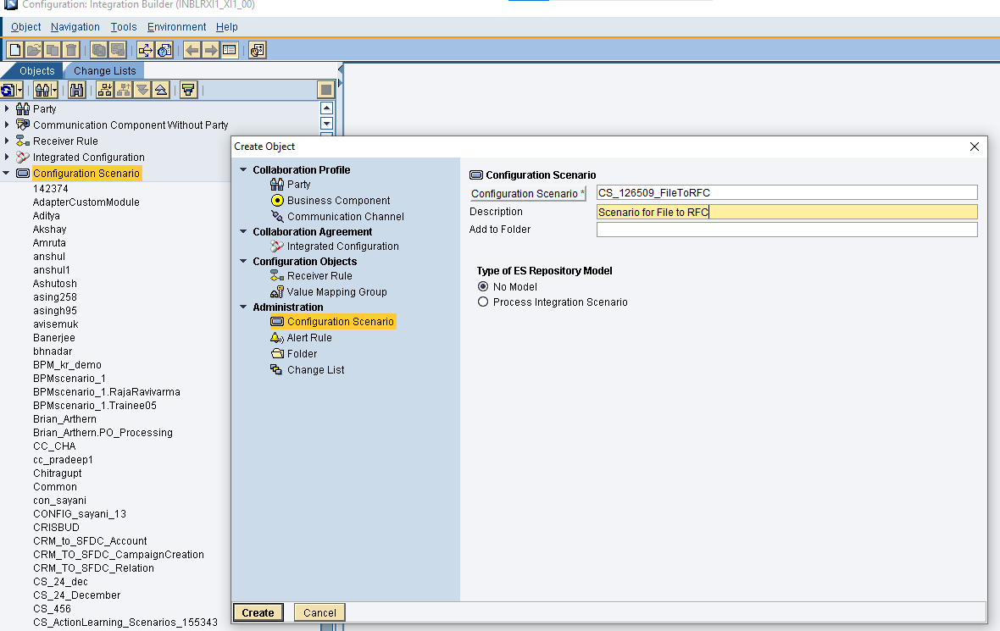 Configuration: Integration Builder (INBLRXI1_XI1_00)
Object Navigation Tools Environment Help
Objects Change Lists
Party
Communication Component Without Party
Receiver Rule
Integrated Configuration
Configuration Scenario
142374
AdapterCustomModule
Aditya
Akshay
Amruta
anshul
anshul1
Ashutosh
asing258
asingh95
avisemuk
Banerjee
bhnadar
BPM_kr_demo
BPMscenario_1
BPMscenario_1.RajaRavivarma
BPMscenario_1.Trainee05
Brian_Arthern
Brian_Arthern.PO_Processing
CC_CHA
cc_pradeep1
Chitragupt
Common
con_sayani
CONFIG_sayani_13
CRISBUD
CRM_to_SFDC_Account
CRM_TO_SFDC_CampaignCreation
CRM_TO_SFDC_Relation
CS_24_dec
CS_24_December
CS_456
CS_ActionLearning_Scenarios_155343
Create Object
Collaboration Profile
Party
Business Component
Communication Channel
Collaboration Agreement
Integrated Configuration
Configuration Objects
Receiver Rule
Value Mapping Group
Administration
Configuration Scenario
Alert Rule
Folder
Change List
Configuration Scenario
Configuration Scenario * CS_126509_FileToRFC
Description Scenario for File to RFC
Add to Folder
Type of ES Repository Model
No Model
Process Integration Scenario
Create Cancel